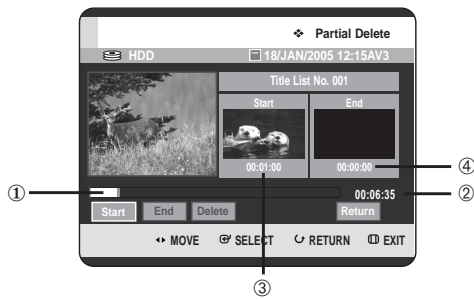 ❖ Partial Delete
HDD 18/JAN/2005 12:15AV3
Title List No. 001
Start End
00:01:00 00:00:00
④
① 00:06:35 ②
Start End Delete Return
MOVE SELECT RETURN EXIT
③